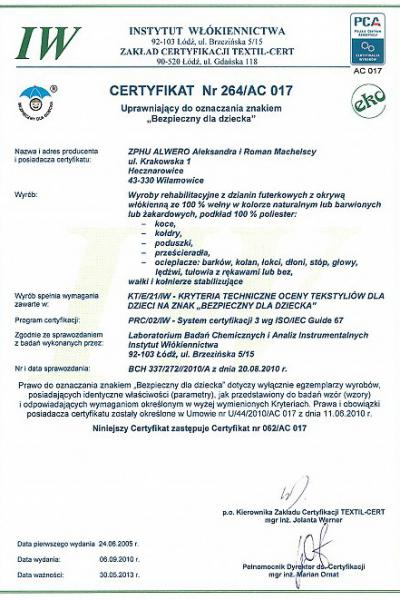 IW
INSTYTUT WŁÓKIENNICTWA
92-103 Łódź, ul. Brzezińska 5/15
ZAKŁAD CERTYFIKACJI TEXTIL-CERT
90-520 Łódź, ul. Gdańska 118
PCA
POLSKIE CENTRUM
AKREDYTACJI
CERTYFIKACJA
WYROBÓW
AC 017
BEZPIECZNY DLA DZIECKA
eko
CERTYFIKAT Nr 264/AC 017
Uprawniający do oznaczania znakiem
„Bezpieczny dla dziecka”
Nazwa i adres producenta
i posiadacza certyfikatu:
ZPHU ALWERO Aleksandra i Roman Machelscy
ul. Krakowska 1
Hecznarowice
43-330 Wilamowice
Wyrób:
Wyroby rehabilitacyjne z dzianin futerkowych z okrywą
włókienną ze 100 % wełny w kolorze naturalnym lub barwionych
lub żakardowych, podkład 100 % poliester:
– koce,
– kołdry,
– poduszki,
– prześcieradła,
– ocieplacze: barków, kolan, łokci, dłoni, stóp, głowy,
lędźwi, tułowia z rękawami lub bez,
wałki i kołnierze stabilizujące
Wyrób spełnia wymagania
zawarte w:
KT/E/21/IW - KRYTERIA TECHNICZNE OCENY TEKSTYLIÓW DLA
DZIECI NA ZNAK „BEZPIECZNY DLA DZIECKA”
Program certyfikacji:
PRC/02/IW - System certyfikacji 3 wg ISO/IEC Guide 67
Zgodnie ze sprawozdaniem
z badań wykonanych przez:
Laboratorium Badań Chemicznych i Analiz Instrumentalnych
Instytut Włókiennictwa
92-103 Łódź, ul. Brzezińska 5/15
Nr i data sprawozdania:
BCH 337/272//2010/A z dnia 20.08.2010 r.
Prawo do oznaczania znakiem „Bezpieczny dla dziecka” dotyczy wyłącznie egzemplarzy wyrobów,
posiadających identyczne właściwości (parametry), jak przedstawiony do badań wzór (wzory)
i odpowiadających wymaganiom określonym w wyżej wymienionych Kryteriach. Prawa i obowiązki
posiadacza certyfikatu zostały określone w Umowie nr U/44/2010/AC 017 z dnia 11.06.2010 r.
Niniejszy Certyfikat zastępuje Certyfikat nr 062/AC 017
p.o. Kierownika Zakładu Certyfikacji TEXTIL-CERT
mgr inż. Jolanta Werner
Data pierwszego wydania 24.06.2005 r.
Data wydania: 06.09.2010 r.
Data ważności: 30.05.2013 r.
Pełnomocnik Dyrektora ds. Certyfikacji
mgr inż. Marian Ornat